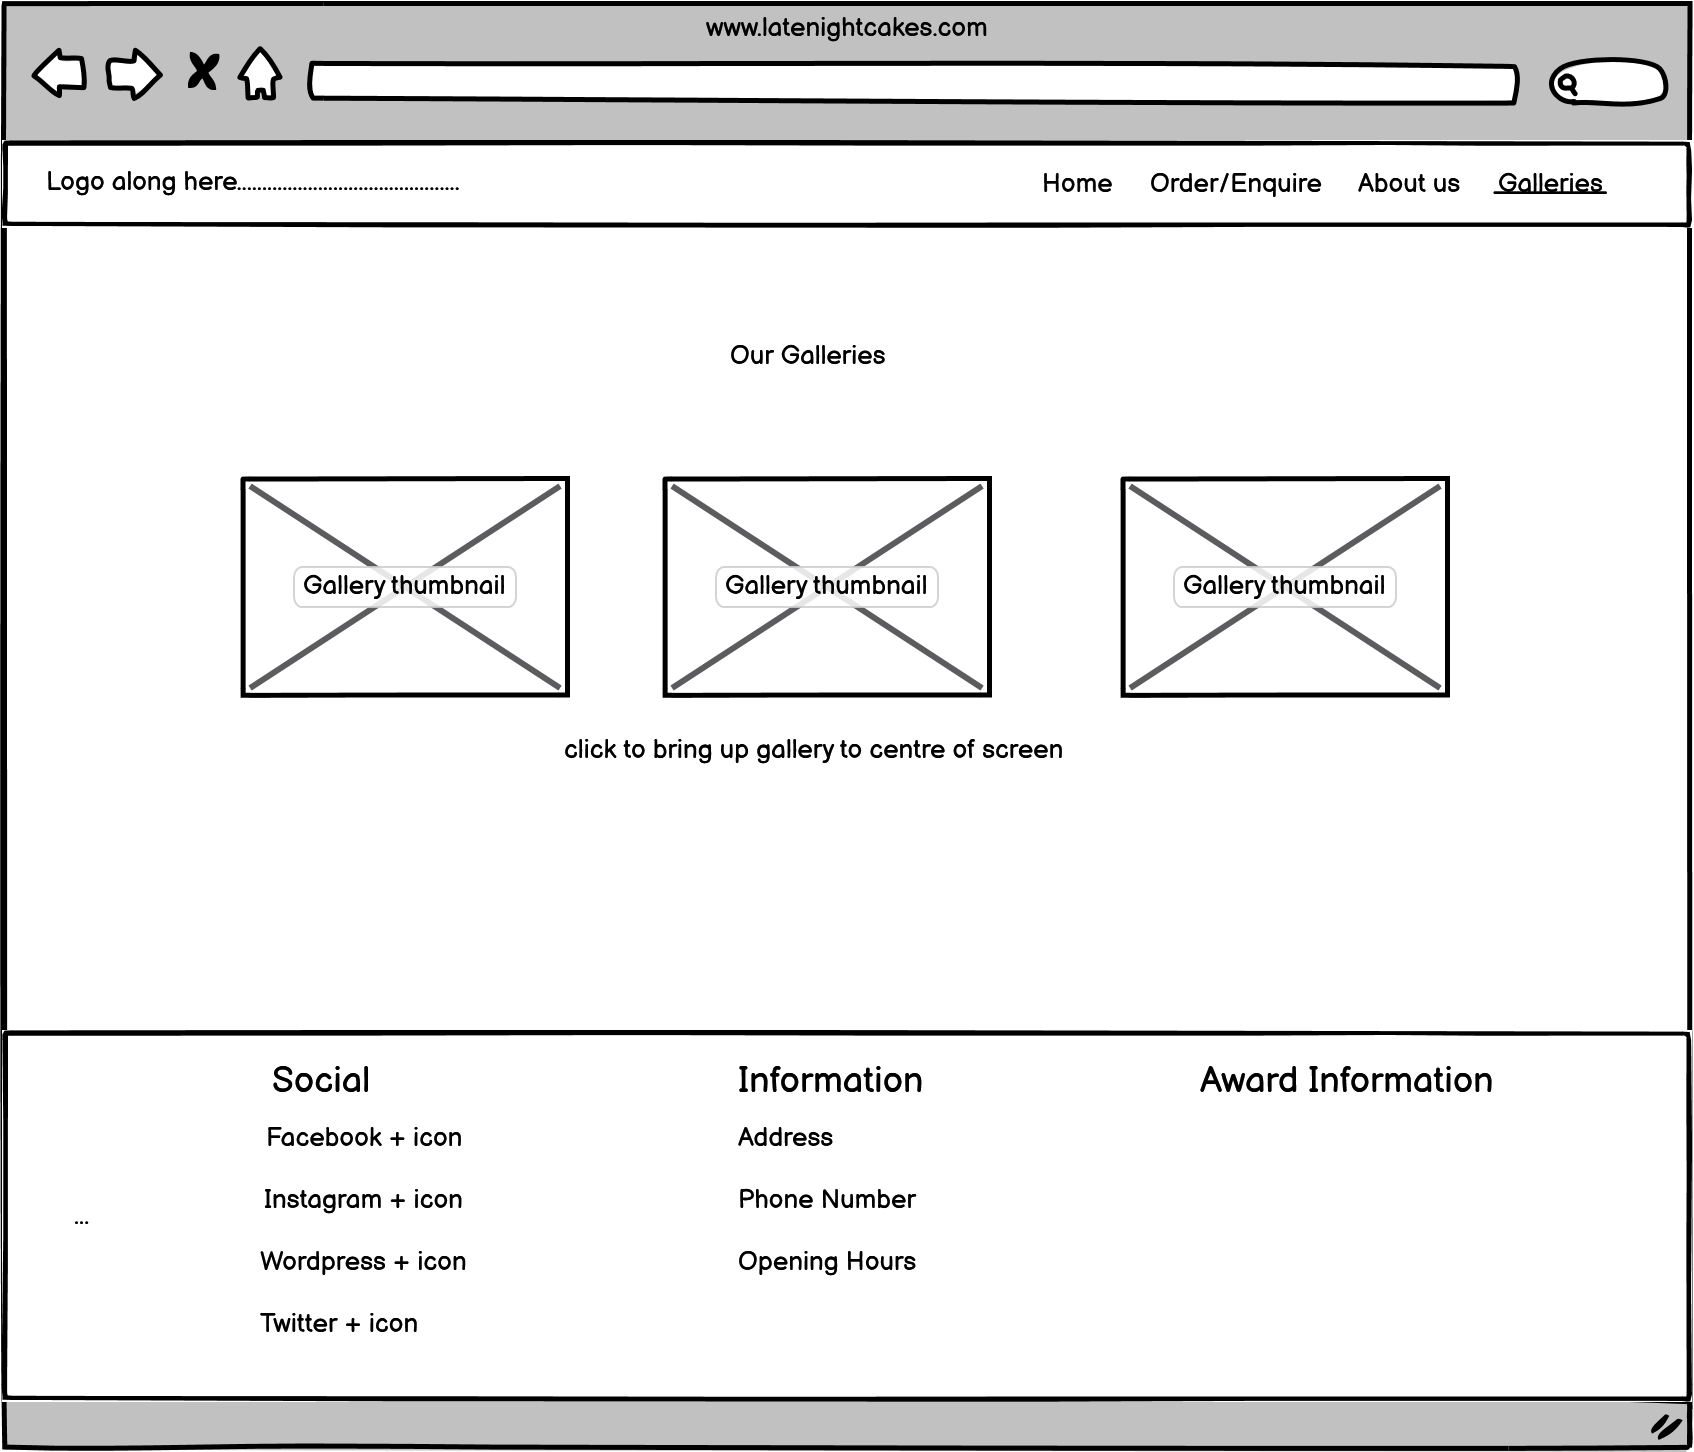 www.latenightcakes.com
Logo along here............................................
Home Order/Enquire About us Galleries
Our Galleries
Gallery thumbnail Gallery thumbnail Gallery thumbnail
click to bring up gallery to centre of screen
Social Information Award Information
Facebook + icon Address
Instagram + icon Phone Number
...
Wordpress + icon Opening Hours
Twitter + icon